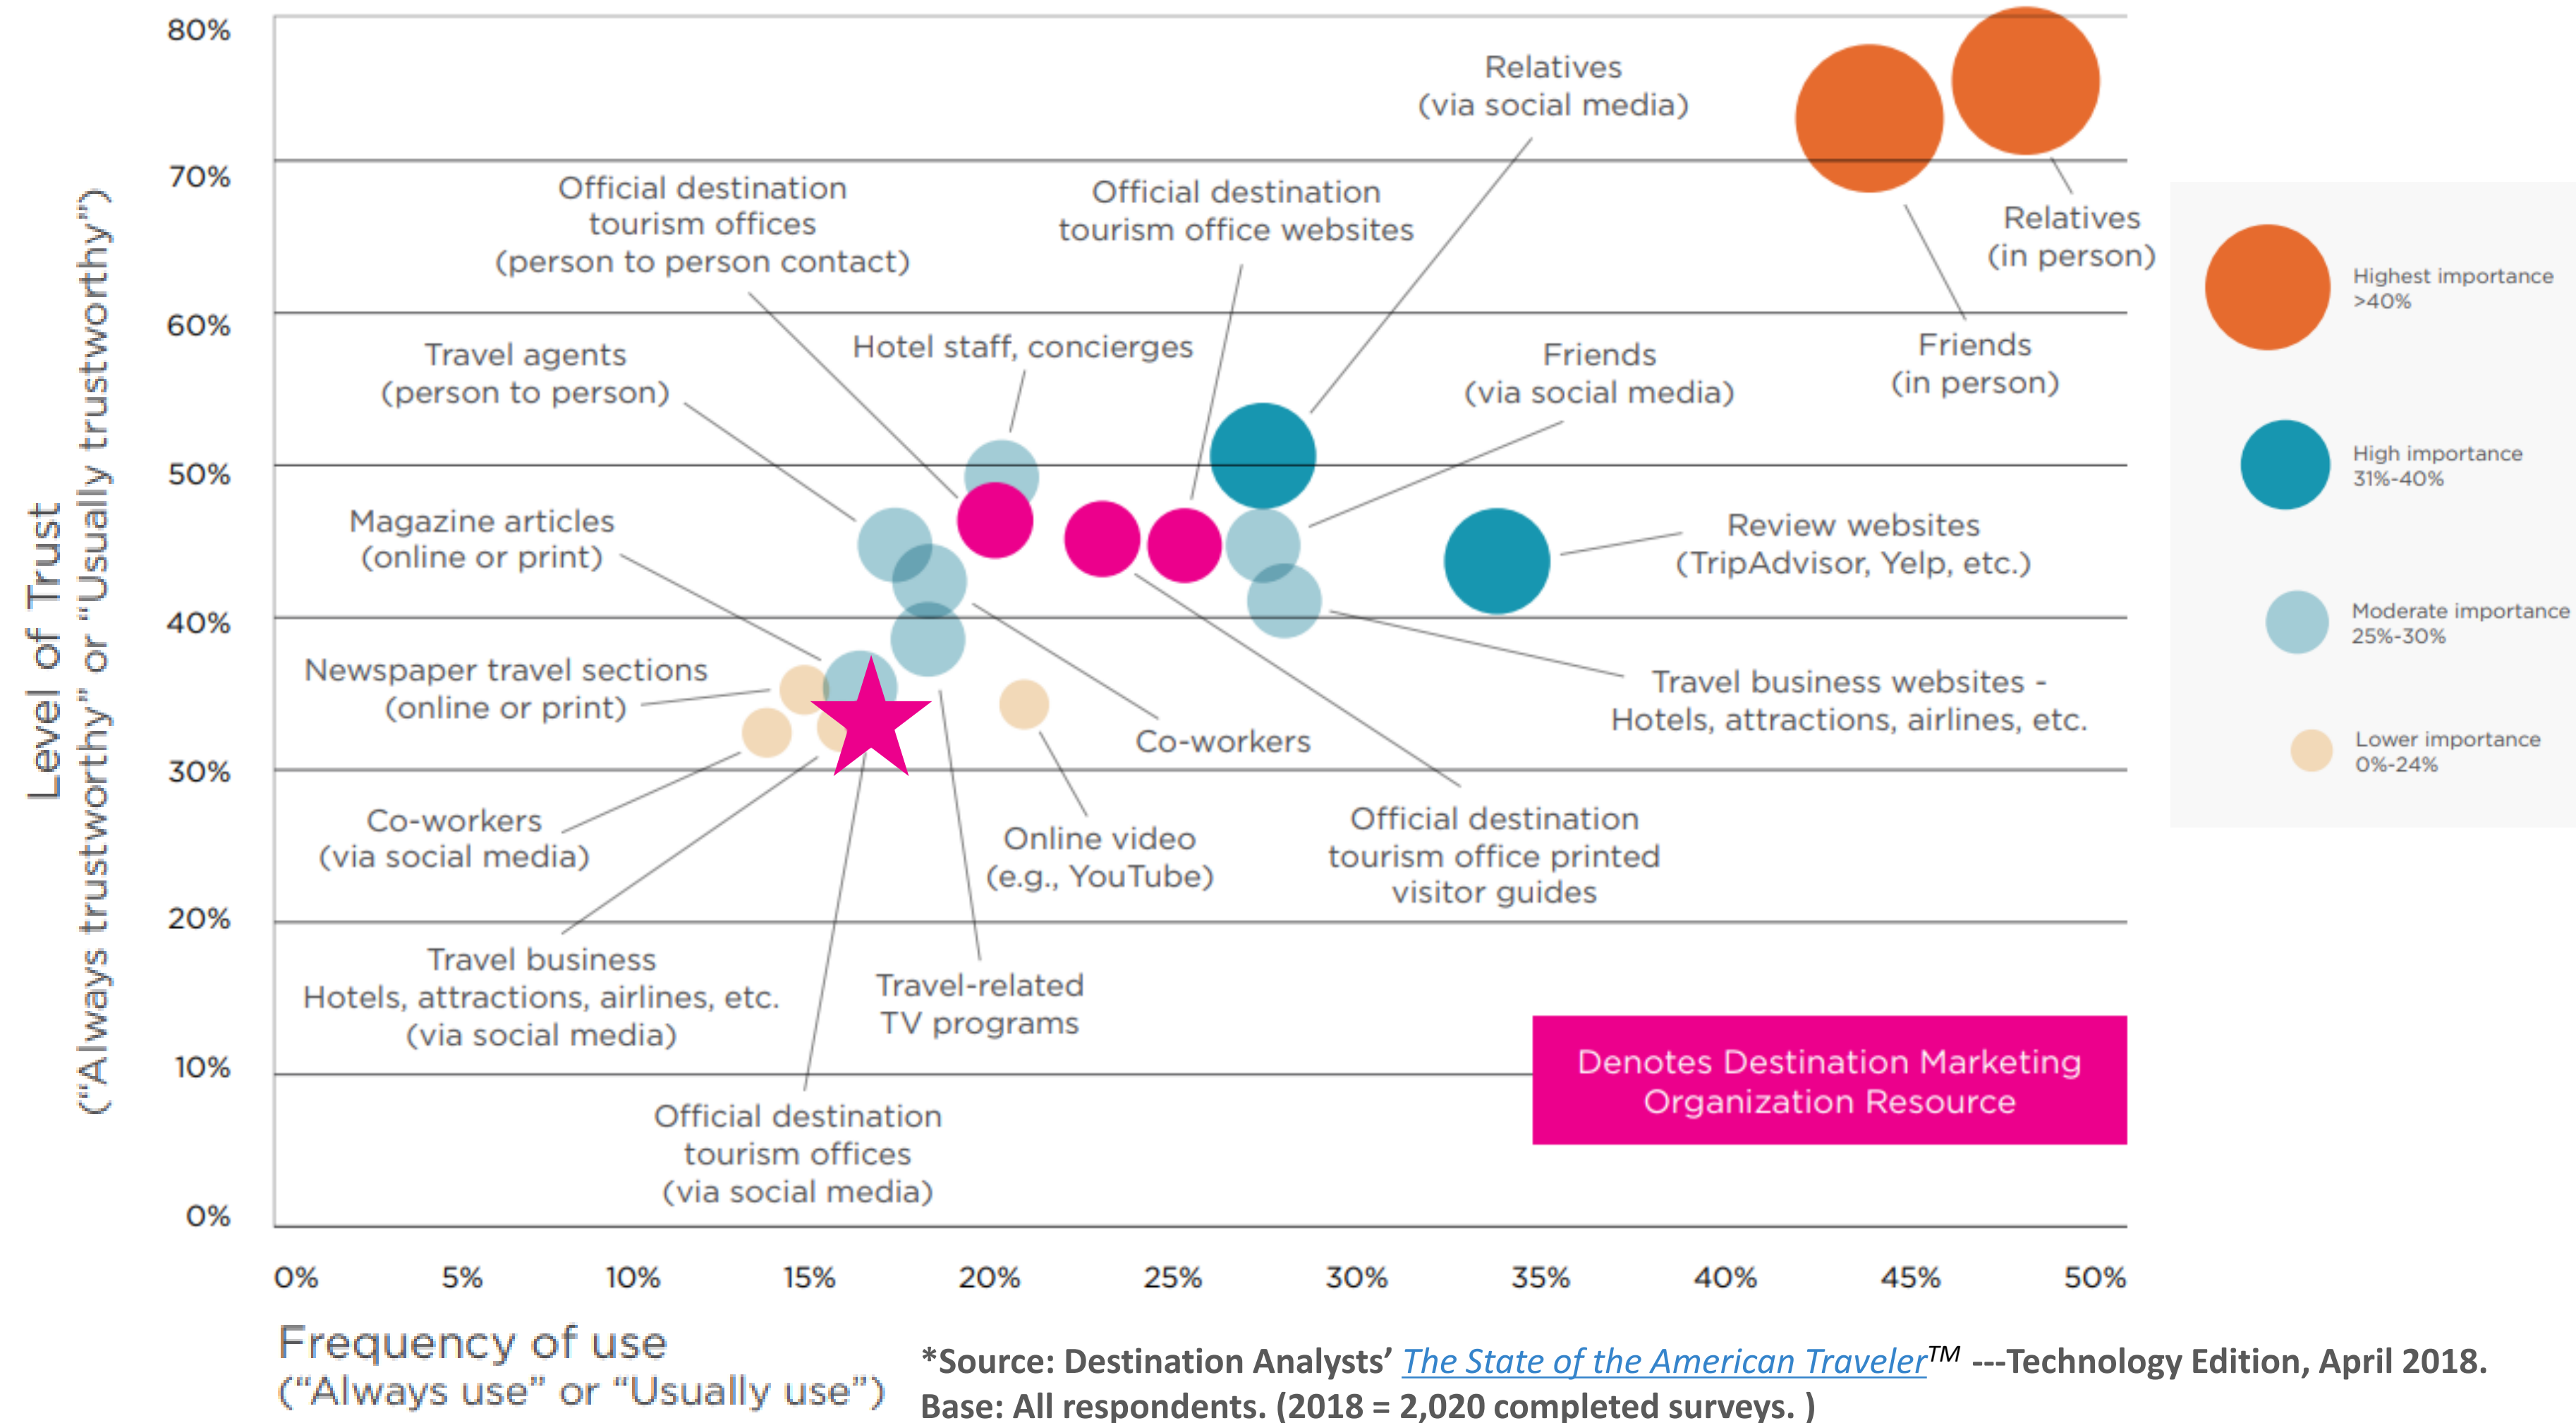 80%
70%
60%
50%
40%
30%
20%
10%
0%
Level of Trust
("Always trustworthy" or "Usually trustworthy")
Relatives
(via social media)
Official destination
tourism offices
(person to person contact)
Official destination
tourism office websites
Relatives
(in person)
Travel agents
(person to person)
Hotel staff, concierges
Friends
(via social media)
Friends
(in person)
Magazine articles
(online or print)
Review websites
(TripAdvisor, Yelp, etc.)
Newspaper travel sections
(online or print)
Travel business websites -
Hotels, attractions, airlines, etc.
Co-workers
Co-workers
(via social media)
Online video
(e.g., YouTube)
Official destination
tourism office printed
visitor guides
Travel business
Hotels, attractions, airlines, etc.
(via social media)
Travel-related
TV programs
Official destination
tourism offices
(via social media)
Denotes Destination Marketing
Organization Resource
Highest importance
>40%
High importance
31%-40%
Moderate importance
25%-30%
Lower importance
0%-24%
0%
5%
10%
15%
20%
25%
30%
35%
40%
45%
50%
Frequency of use
("Always use" or "Usually use")
*Source: Destination Analysts' The State of the American Traveler™ ---Technology Edition, April 2018.
Base: All respondents. (2018 = 2,020 completed surveys. )